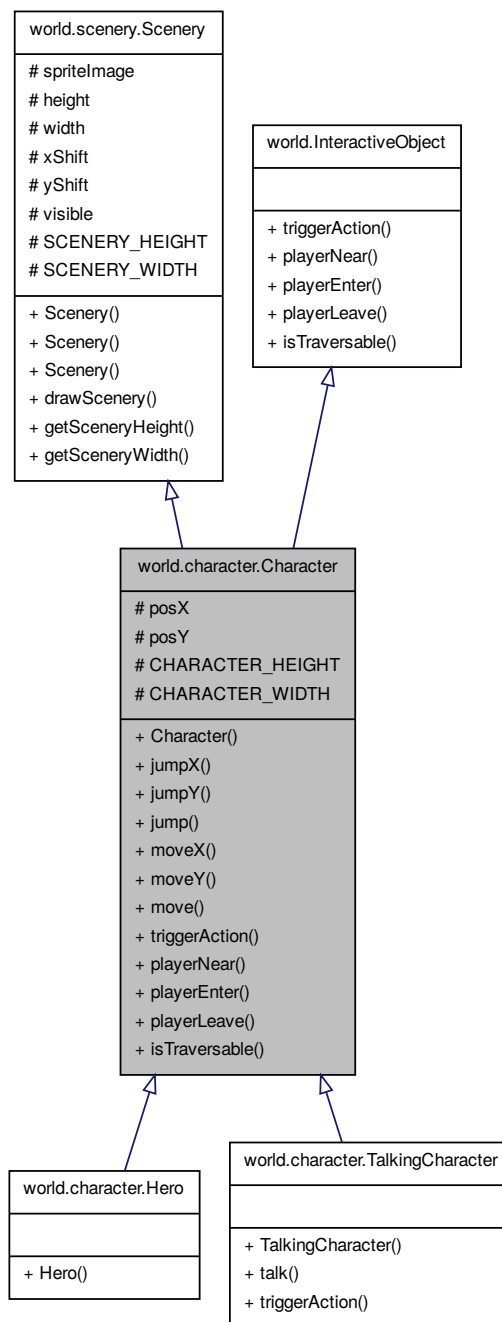 world.scenery.Scenery
# spriteImage
# height
# width
# xShift
# yShift
# visible
# SCENERY_HEIGHT
# SCENERY_WIDTH
+ Scenery()
+ Scenery()
+ Scenery()
+ drawScenery()
+ getSceneryHeight()
+ getSceneryWidth()
world.InteractiveObject
+ triggerAction()
+ playerNear()
+ playerEnter()
+ playerLeave()
+ isTraversable()
world.character.Character
# posX
# posY
# CHARACTER_HEIGHT
# CHARACTER_WIDTH
+ Character()
+ jumpX()
+ jumpY()
+ jump()
+ moveX()
+ moveY()
+ move()
+ triggerAction()
+ playerNear()
+ playerEnter()
+ playerLeave()
+ isTraversable()
world.character.Hero
+ Hero()
world.character.TalkingCharacter
+ TalkingCharacter()
+ talk()
+ triggerAction()